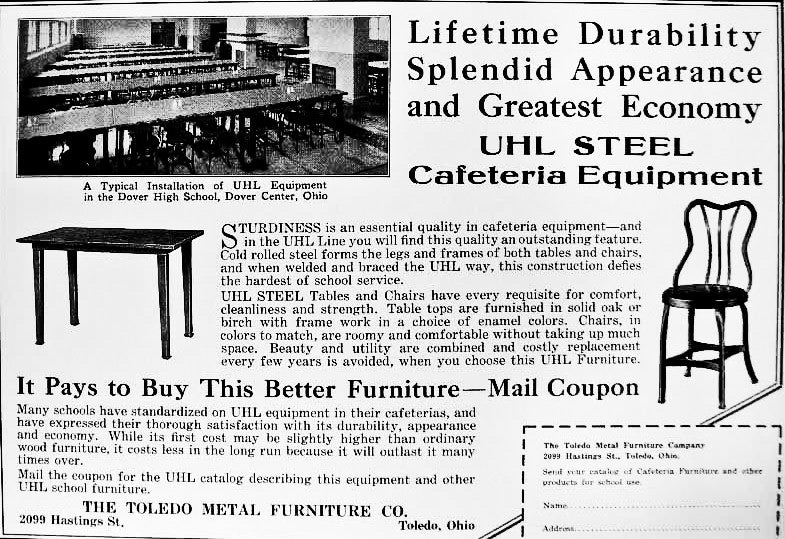 Lifetime Durability
Splendid Appearance
and Greatest Economy
UHL STEEL
Cafeteria Equipment
A Typical Installation of UHL Equipment
in the Dover High School, Dover Center, Ohio
STURDINESS is an essential quality in cafeteria equipment—and
in the UHL Line you will find this quality an outstanding feature.
Cold rolled steel forms the legs and frames of both tables and chairs,
and when welded and braced the UHL way, this construction defies
the hardest of school service.
UHL STEEL Tables and Chairs have every requisite for comfort,
cleanliness and strength. Table tops are furnished in solid oak or
birch with frame work in a choice of enamel colors. Chairs, in
colors to match, are roomy and comfortable without taking up much
space. Beauty and utility are combined and costly replacement
every few years is avoided, when you choose this UHL Furniture.
It Pays to Buy This Better Furniture—Mail Coupon
Many schools have standardized on UHL equipment in their cafeterias, and
have expressed their thorough satisfaction with its durability, appearance
and economy. While its first cost may be slightly higher than ordinary
wood furniture, it costs less in the long run because it will outlast it many
times over.
Mail the coupon for the UHL catalog describing this equipment and other
UHL school furniture.
THE TOLEDO METAL FURNITURE CO.
2099 Hastings St. Toledo, Ohio
The Toledo Metal Furniture Company
2099 Hastings St., Toledo, Ohio.
Send your catalog of Cafeteria Furniture and other
products for school use.
Name
Address